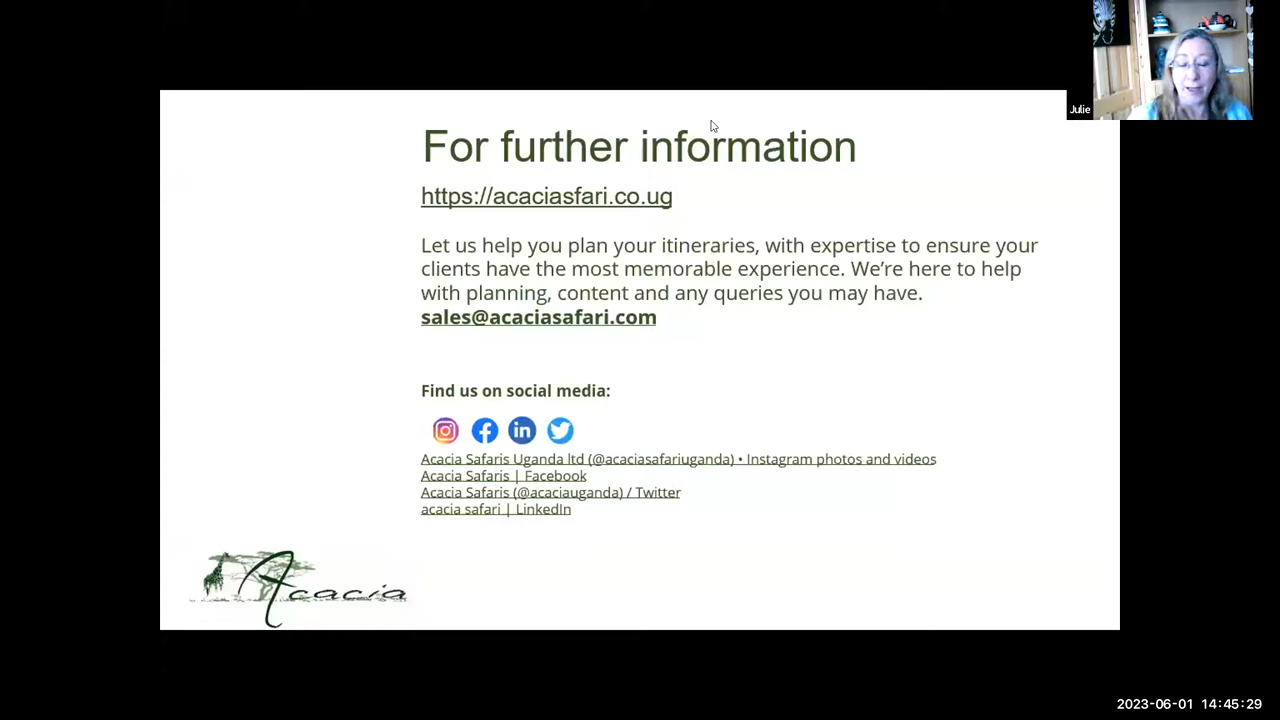 Julie
For further information
https://acaciasfari.co.ug
Let us help you plan your itineraries, with expertise to ensure your
clients have the most memorable experience. We’re here to help
with planning, content and any queries you may have.
sales@acaciasafari.com
Find us on social media:
in
Acacia Safaris Uganda ltd (@acaciasafariuganda) • Instagram photos and videos
Acacia Safaris | Facebook
Acacia Safaris (@acaciauganda) / Twitter
acacia safari | LinkedIn
Acacia
2023-06-01 14:45:29